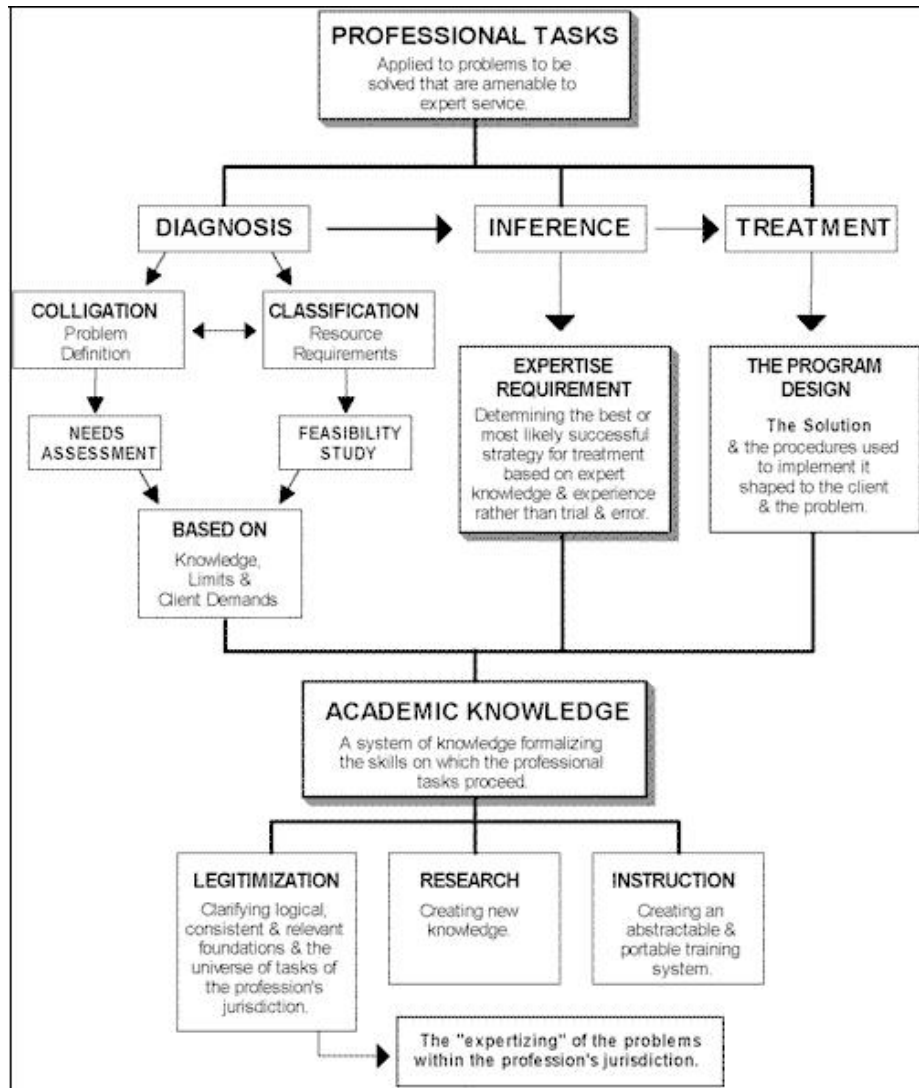 PROFESSIONAL TASKS
Applied to problems to be
solved that are amenable to
expert service.
DIAGNOSIS
INFERENCE
TREATMENT
COLLIGATION
Problem
Definition
CLASSIFICATION
Resource
Requirements
NEEDS
ASSESSMENT
FEASIBILITY
STUDY
BASED ON
Knowledge,
Limits &
Client Demands
EXPERTISE
REQUIREMENT
Determining the best or
most likely successful
strategy for treatment
based on expert
knowledge & experience
rather than trial & error.
THE PROGRAM
DESIGN
The Solution
& the procedures used
to implement it
shaped to the client
& the problem.
ACADEMIC KNOWLEDGE
A system of knowledge formalizing
the skills on which the professional
tasks proceed.
LEGITIMIZATION
Clarifying logical,
consistent & relevant
foundations & the
universe of tasks of
the profession's
jurisdiction.
RESEARCH
Creating new
knowledge.
INSTRUCTION
Creating an
abstractable &
portable training
system.
The "expertizing" of the problems
within the profession's jurisdiction.